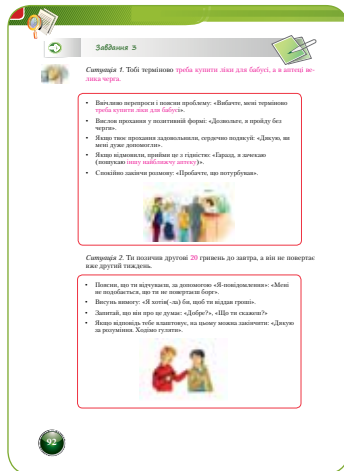 Завдання 3
Ситуація 1. Тобі терміново треба купити ліки для бабусі, а в аптеці ве-
лика черга.
• Ввічливо перепроси і поясни проблему: «Вибачте, мені терміново
треба купити ліки для бабусі».
• Вислови прохання у позитивній формі: «Дозвольте, я пройду без
черги».
• Якщо твоє прохання задовольнили, сердечно подякуй: «Дякую, ви
мені дуже допомогли».
• Якщо відмовили, прийми це з гідністю: «Гаразд, я зачекаю
(пошукаю іншу найближчу аптеку)».
• Спокійно закінчи розмову: «Пробачте, що потурбував».
Ситуація 2. Ти позичив другові 20 гривень до завтра, а він не повертає
вже другий тиждень.
• Поясни, що ти відчуваєш, за допомогою «Я-повідомлення»: «Мені
не подобається, що ти не повертаєш борг».
• Висунь вимогу: «Я хотів(-ла) би, щоб ти віддав гроші».
• Запитай, що він про це думає: «Добре?», «Що ти скажеш?»
• Якщо відповідь тебе влаштовує, на цьому можна закінчити: «Дякую
за розуміння. Ходімо гуляти».
92